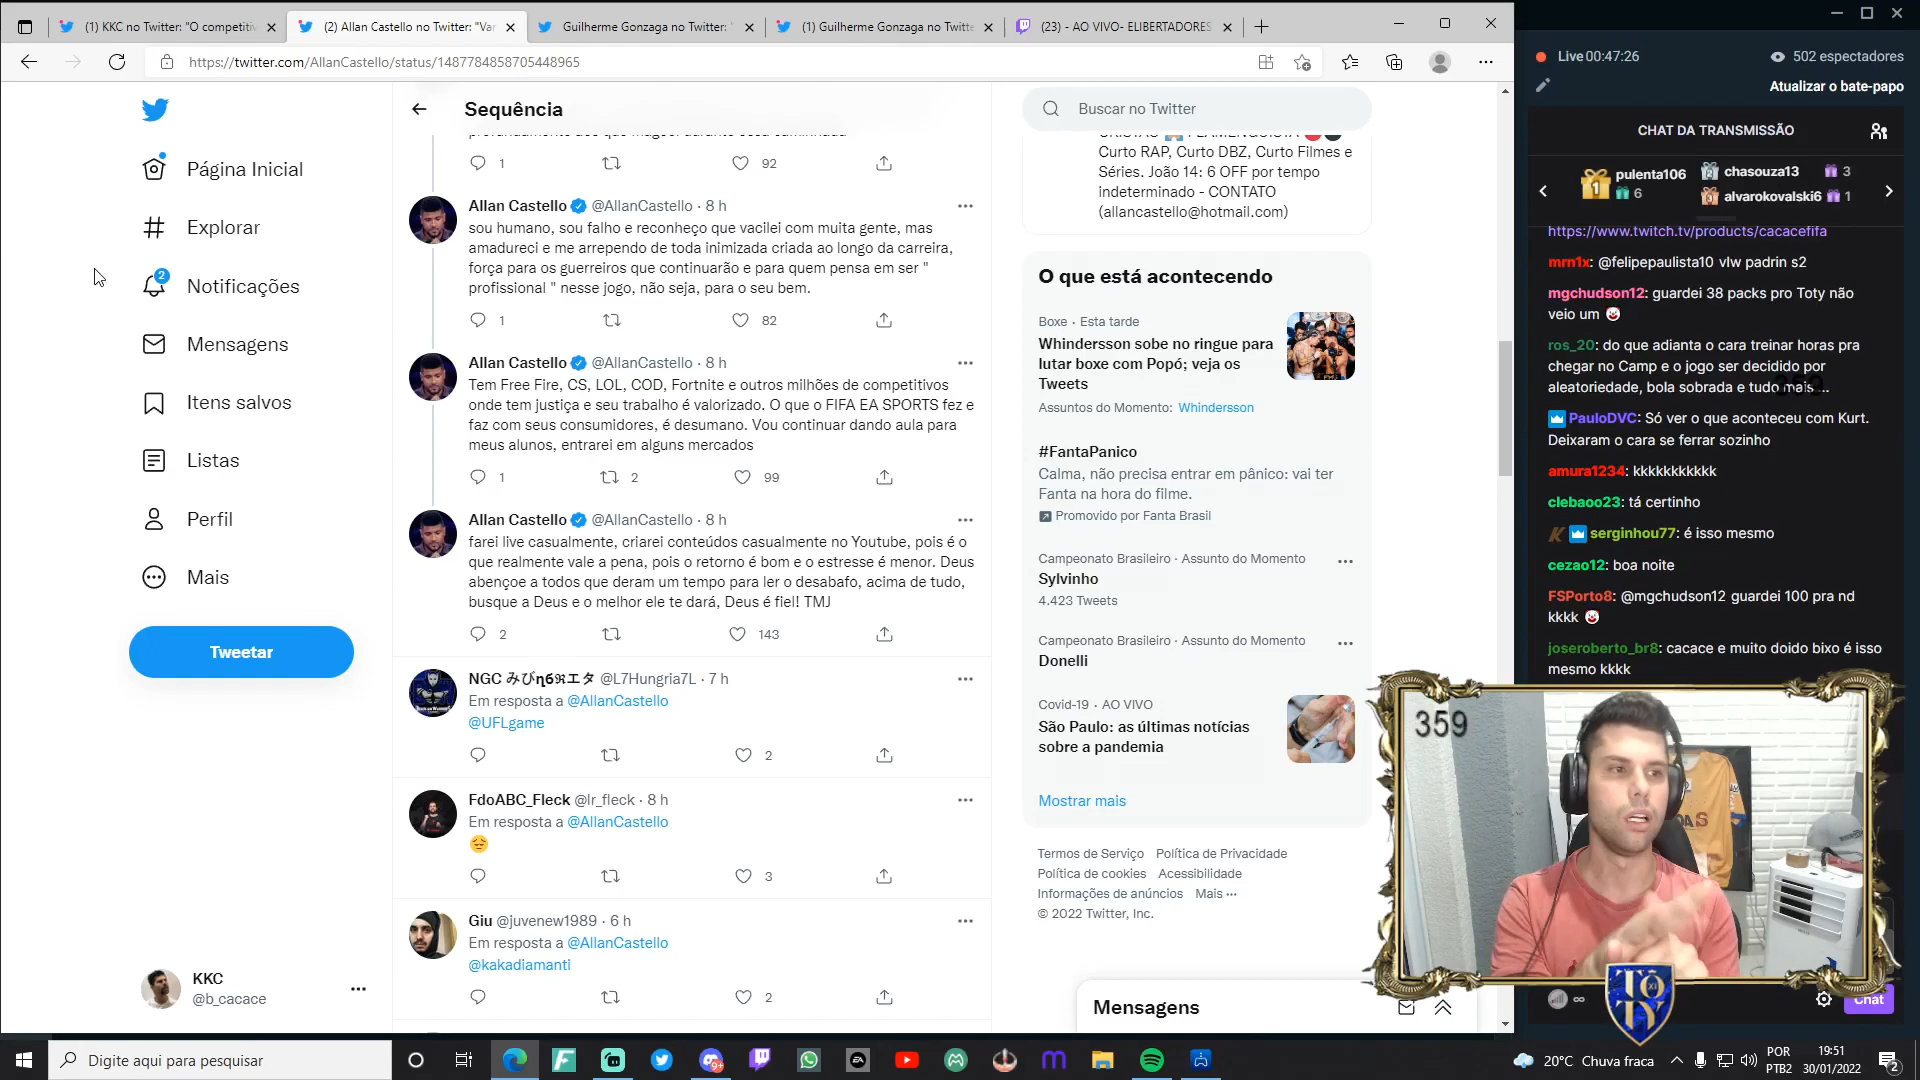 (1) KKC no Twitter: "O competitiv
(2) Allan Castello no Twitter: "Var
Guilherme Gonzaga no Twitter: "
(1) Guilherme Gonzaga no Twitte
(23) - AO VIVO- ELIBERTADORES
https://twitter.com/AllanCastello/status/1487784858705448965
Página Inicial
Explorar
2
Notificações
Mensagens
Itens salvos
Listas
Perfil
Mais
Tweetar
KKC
@b_cacace
Sequência
1 92
Allan Castello @AllanCastello · 8 h
sou humano, sou falho e reconheço que vacilei com muita gente, mas
amadureci e me arrependo de toda inimizada criada ao longo da carreira,
força para os guerreiros que continuarão e para quem pensa em ser "
profissional " nesse jogo, não seja, para o seu bem.
1 82
Allan Castello @AllanCastello · 8 h
Tem Free Fire, CS, LOL, COD, Fortnite e outros milhões de competitivos
onde tem justiça e seu trabalho é valorizado. O que o FIFA EA SPORTS fez e
faz com seus consumidores, é desumano. Vou continuar dando aula para
meus alunos, entrarei em alguns mercados
1 2 99
Allan Castello @AllanCastello · 8 h
farei live casualmente, criarei conteúdos casualmente no Youtube, pois é o
que realmente vale a pena, pois o retorno é bom e o estresse é menor. Deus
abençoe a todos que deram um tempo para ler o desabafo, acima de tudo,
busque a Deus e o melhor ele te dará, Deus é fiel! TMJ
2 143
NGC @L7Hungria7L · 7 h
Em resposta a @AllanCastello
@UFLgame
2
FdoABC_Fleck @lr_fleck · 8 h
Em resposta a @AllanCastello
😔
3
Giu @juvenew1989 · 6 h
Em resposta a @AllanCastello
@kakadiamanti
2
Buscar no Twitter
Curto RAP, Curto DBZ, Curto Filmes e
Séries. João 14: 6 OFF por tempo
indeterminado - CONTATO
(allancastello@hotmail.com)
O que está acontecendo
Boxe · Esta tarde
Whindersson sobe no ringue para
lutar boxe com Popó; veja os
Tweets
Assuntos do Momento: Whindersson
#FantaPanico
Calma, não precisa entrar em pânico: vai ter
Fanta na hora do filme.
Promovido por Fanta Brasil
Campeonato Brasileiro · Assunto do Momento
Sylvinho
4.423 Tweets
Campeonato Brasileiro · Assunto do Momento
Donelli
Covid-19 · AO VIVO
São Paulo: as últimas notícias
sobre a pandemia
Mostrar mais
Termos de Serviço Política de Privacidade
Política de cookies Acessibilidade
Informações de anúncios Mais ···
© 2022 Twitter, Inc.
Mensagens
Live 00:47:26
502 espectadores
Atualizar o bate-papo
CHAT DA TRANSMISSÃO
1 pulenta106
6
chasouza13 3
alvarokovalski6 1
https://www.twitch.tv/products/cacacefifa
mrn1x: @felipepaulista10 vlw padrin s2
mgchudson12: guardei 38 packs pro Toty não
veio um 🤡
ros_20: do que adianta o cara treinar horas pra
chegar no Camp e o jogo ser decidido por
aleatoriedade, bola sobrada e tudo mais...
359
PauloDVC: Só ver o que aconteceu com Kurt.
Deixaram o cara se ferrar sozinho
amura1234: kkkkkkkkkkk
clebaoo23: tá certinho
serginhou77: é isso mesmo
cezao12: boa noite
FSPorto8: @mgchudson12 guardei 100 pra nd
kkkk 🤡
joseroberto_br8: cacace e muito doido bixo é isso
mesmo kkkk
359
TOTY
XI
Chat
Digite aqui para pesquisar
9+
EA
20°C Chuva fraca
POR
PTB2
19:51
30/01/2022
2